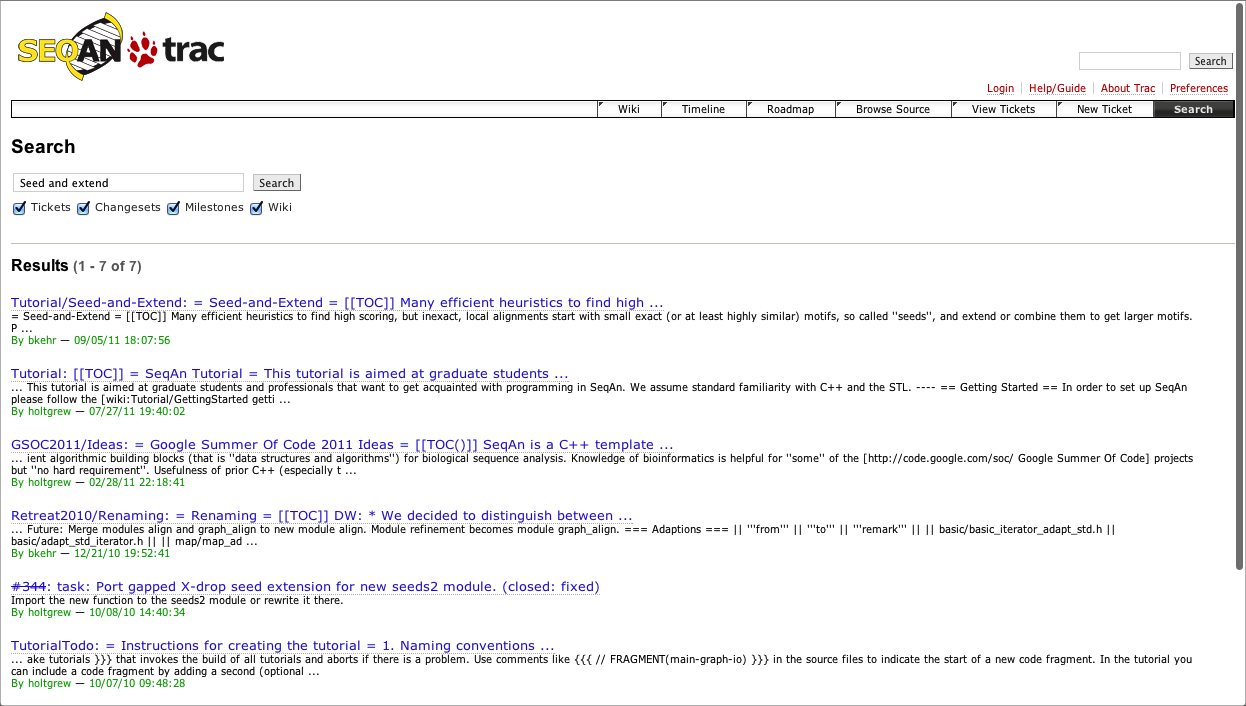 SEQAN trac
Search
Login Help/Guide About Trac Preferences
Wiki Timeline Roadmap Browse Source View Tickets New Ticket Search
Search
Seed and extend Search
Tickets Changesets Milestones Wiki
Results (1 - 7 of 7)
Tutorial/Seed-and-Extend: = Seed-and-Extend = [[TOC]] Many efficient heuristics to find high ...
= Seed-and-Extend = [[TOC]] Many efficient heuristics to find high scoring, but inexact, local alignments start with small exact (or at least highly similar) motifs, so called ''seeds'', and extend or combine them to get larger motifs.
P ...
By bkehr — 09/05/11 18:07:56
Tutorial: [[TOC]] = SeqAn Tutorial = This tutorial is aimed at graduate students ...
... This tutorial is aimed at graduate students and professionals that want to get acquainted with programming in SeqAn. We assume standard familiarity with C++ and the STL. ---- == Getting Started == In order to set up SeqAn
please follow the [wiki:Tutorial/GettingStarted getti ...
By holtgrew — 07/27/11 19:40:02
GSOC2011/Ideas: = Google Summer Of Code 2011 Ideas = [[TOC()]] SeqAn is a C++ template ...
... ient algorithmic building blocks (that is ''data structures and algorithms'') for biological sequence analysis. Knowledge of bioinformatics is helpful for ''some'' of the [http://code.google.com/soc/ Google Summer Of Code] projects
but ''no hard requirement''. Usefulness of prior C++ (especially t ...
By holtgrew — 02/28/11 22:18:41
Retreat2010/Renaming: = Renaming = [[TOC]] DW: * We decided to distinguish between ...
... Future: Merge modules align and graph_align to new module align. Module refinement becomes module graph_align. === Adaptions === || '''from''' || '''to''' || '''remark''' || || basic/basic_iterator_adapt_std.h ||
basic/adapt_std_iterator.h || || map/map_ad ...
By bkehr — 12/21/10 19:52:41
#344: task: Port gapped X-drop seed extension for new seeds2 module. (closed: fixed)
Import the new function to the seeds2 module or rewrite it there.
By holtgrew — 10/08/10 14:40:34
TutorialTodo: = Instructions for creating the tutorial = 1. Naming conventions ...
... ake tutorials }}} that invokes the build of all tutorials and aborts if there is a problem. Use comments like {{{ // FRAGMENT(main-graph-io) }}} in the source files to indicate the start of a new code fragment. In the tutorial you
can include a code fragment by adding a second (optional ...
By holtgrew — 10/07/10 09:48:28